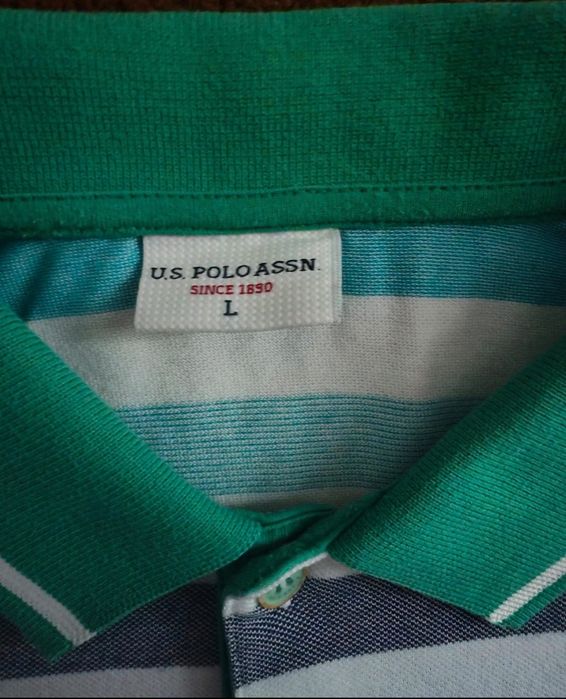 U.S. POLO ASSN.
SINCE 1890
L